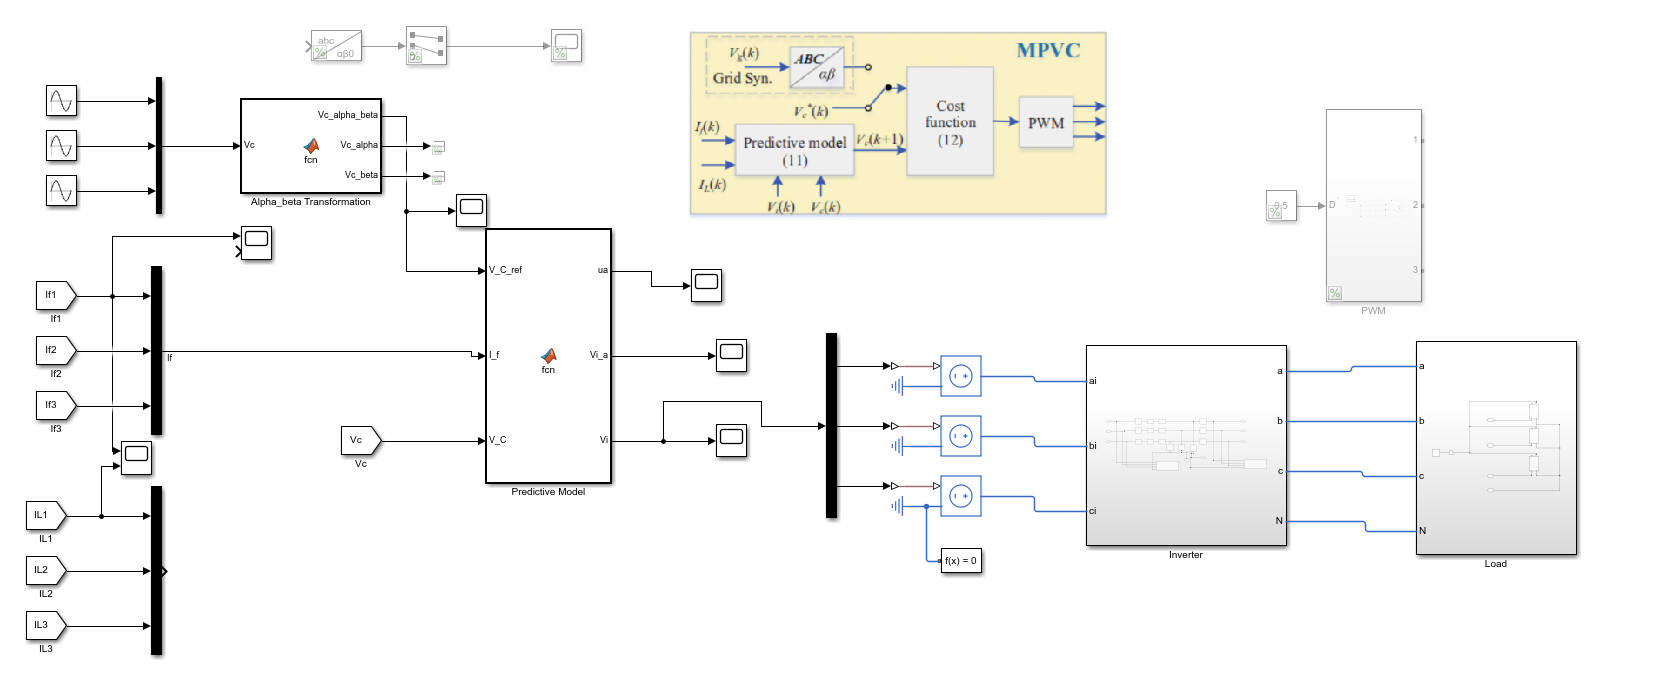 abc
αβ0
Vc
fcn
Vc_alpha_beta
Vc_alpha
Vc_beta
Alpha_beta Transformation
MPVC
Vg(k)
Grid Syn.
ABC
αβ
Vc*(k)
If(k)
IL(k)
Predictive model
(11)
Vc(k+1)
Vi(k)
Vc(k)
Cost
function
(12)
PWM
0.5
D
1
2
3
PWM
If1
If1
If2
If2
If3
If3
If
Vc
Vc
V_C_ref
I_f
V_C
fcn
ua
Vi_a
Vi
Predictive Model
IL1
IL1
IL2
IL2
IL3
IL3
f(x) = 0
ai
bi
ci
a
b
c
N
Inverter
a
b
c
N
Load